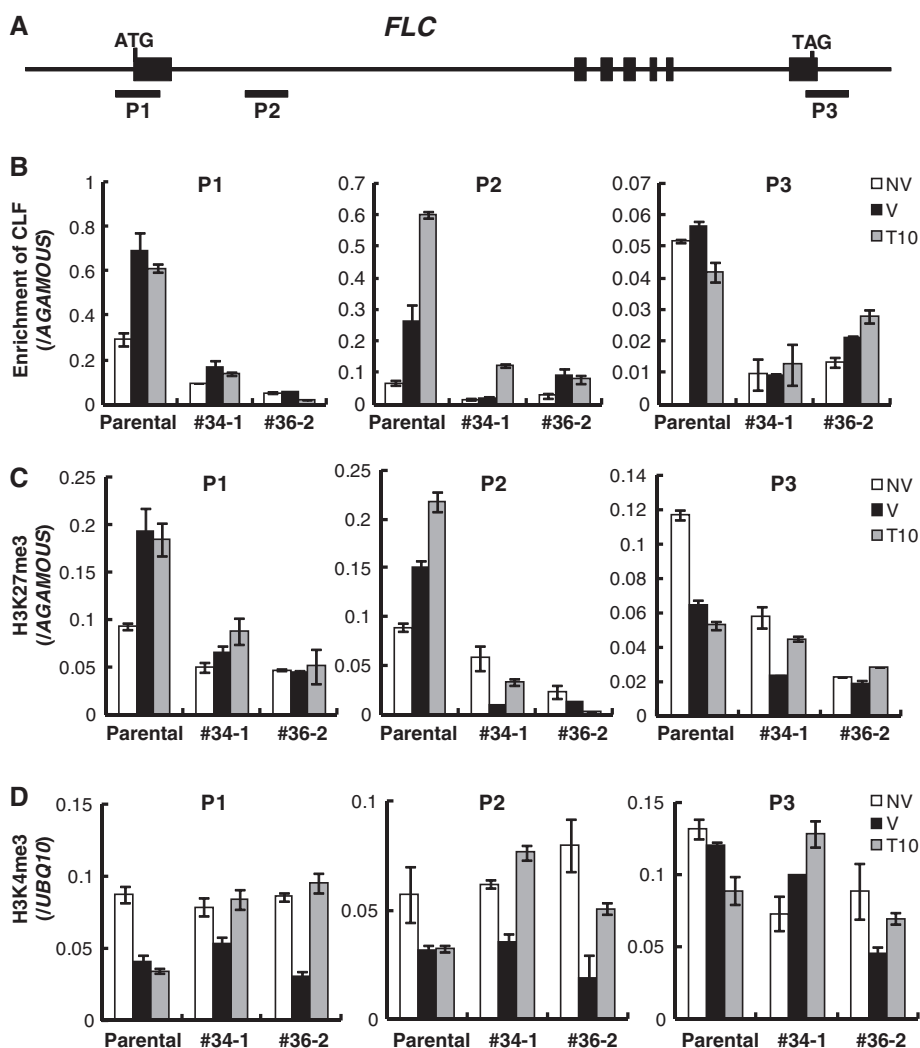 A
FLC
ATG
TAG
P1
P2
P3
B
Enrichment of CLF
(/AGAMOUS)
P1
1
0.8
0.6
0.4
0.2
0
Parental #34-1 #36-2
P2
0.7
0.6
0.5
0.4
0.3
0.2
0.1
0
Parental #34-1 #36-2
P3
0.07
0.06
0.05
0.04
0.03
0.02
0.01
0
Parental #34-1 #36-2
NV
V
T10
C
H3K27me3
(/AGAMOUS)
P1
0.25
0.2
0.15
0.1
0.05
0
Parental #34-1 #36-2
P2
0.25
0.2
0.15
0.1
0.05
0
Parental #34-1 #36-2
P3
0.14
0.12
0.1
0.08
0.06
0.04
0.02
0
Parental #34-1 #36-2
NV
V
T10
D
H3K4me3
(/UBQ10)
P1
0.15
0.1
0.05
0
Parental #34-1 #36-2
P2
0.1
0.05
0
Parental #34-1 #36-2
P3
0.15
0.1
0.05
0
Parental #34-1 #36-2
NV
V
T10